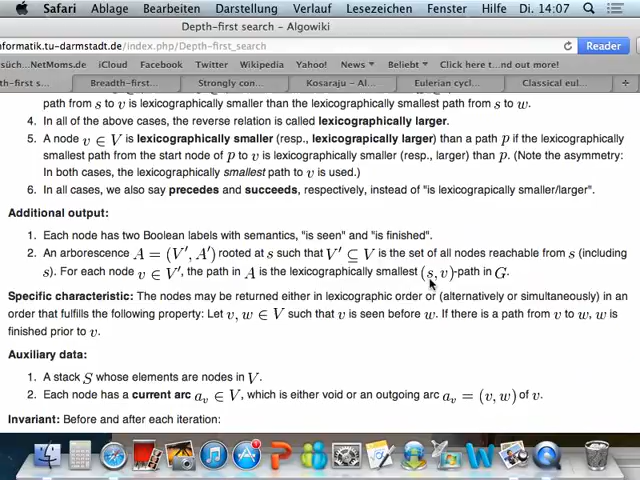 Safari Ablage Bearbeiten Darstellung Verlauf Lesezeichen Fenster Hilfe Di. 14:07
Depth-first search – Algowiki
nformatik.tu-darmstadt.de/index.php/Depth-first_search Reader
NetMoms.de iCloud Facebook Twitter Wikipedia Yahoo! News Beliebt
h-first s... Breadth-first... Strongly con... Kosaraju – Al... Eulerian cycl... Classical eul...
path from s to v is lexicographically smaller than the lexicographically smallest path from s to w.
4. In all of the above cases, the reverse relation is called lexicographically larger.
5. A node v ∈ V is lexicographically smaller (resp., lexicograpically larger) than a path p if the lexicographically
smallest path from the start node of p to v is lexicographically smaller (resp., larger) than p. (Note the asymmetry:
In both cases, the lexicographically smallest path to v is used.)
6. In all cases, we also say precedes and succeeds, respectively, instead of "is lexicograpically smaller/larger".
Additional output:
1. Each node has two Boolean labels with semantics, "is seen" and "is finished".
2. An arborescence A = (V', A') rooted at s such that V' ⊆ V is the set of all nodes reachable from s (including
s). For each node v ∈ V', the path in A is the lexicographically smallest (s, v)-path in G.
Specific characteristic: The nodes may be returned either in lexicographic order or (alternatively or simultaneously) in an
order that fulfills the following property: Let v, w ∈ V such that v is seen before w. If there is a path from v to w, w is
finished prior to v.
Auxiliary data:
1. A stack S whose elements are nodes in V.
2. Each node has a current arc a_v ∈ V, which is either void or an outgoing arc a_v = (v, w) of v.
Invariant: Before and after each iteration: